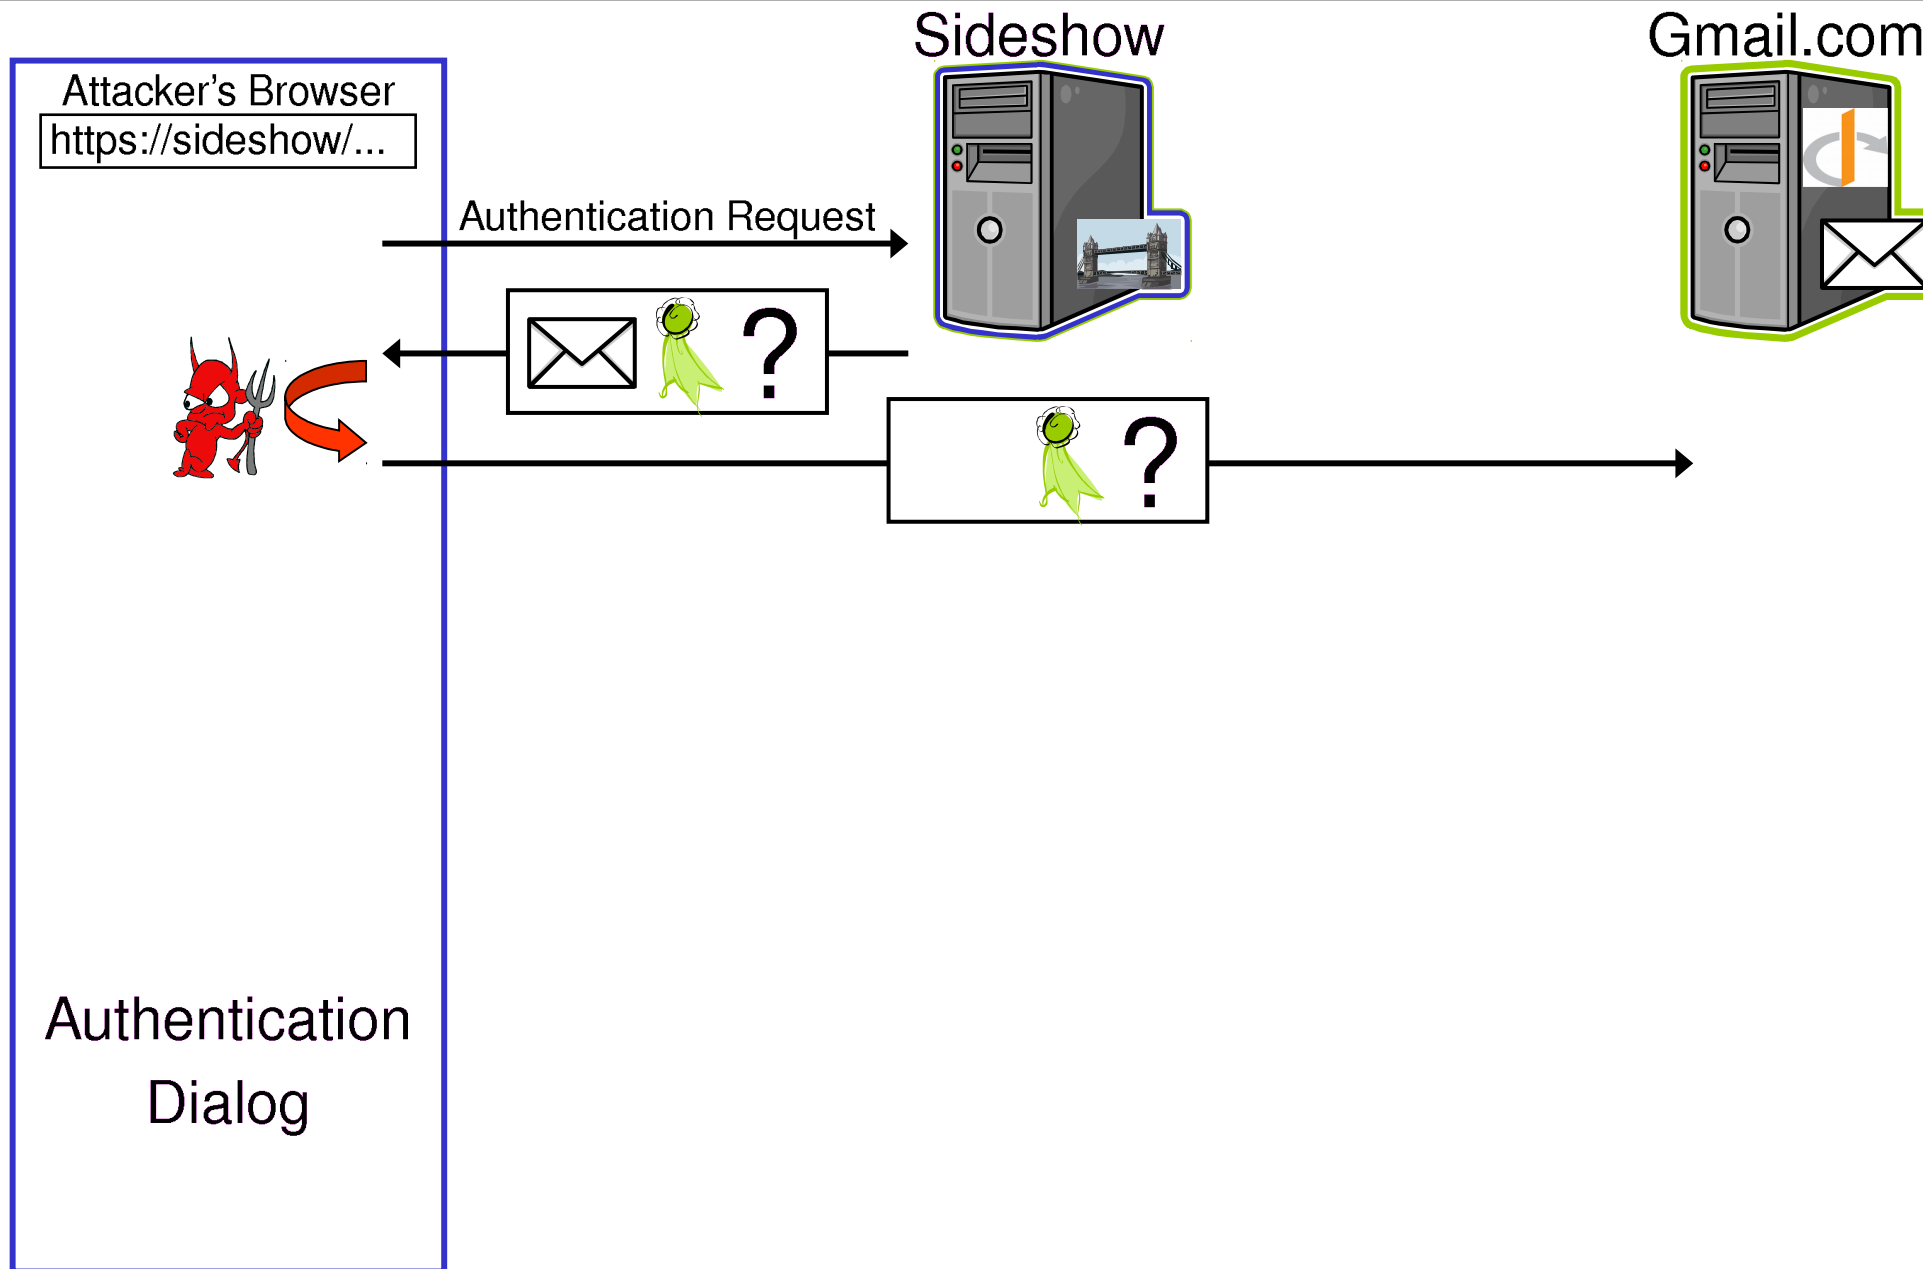 Sideshow
Gmail.com
Attacker's Browser
https://sideshow/...
Authentication Request
?
?
Authentication
Dialog